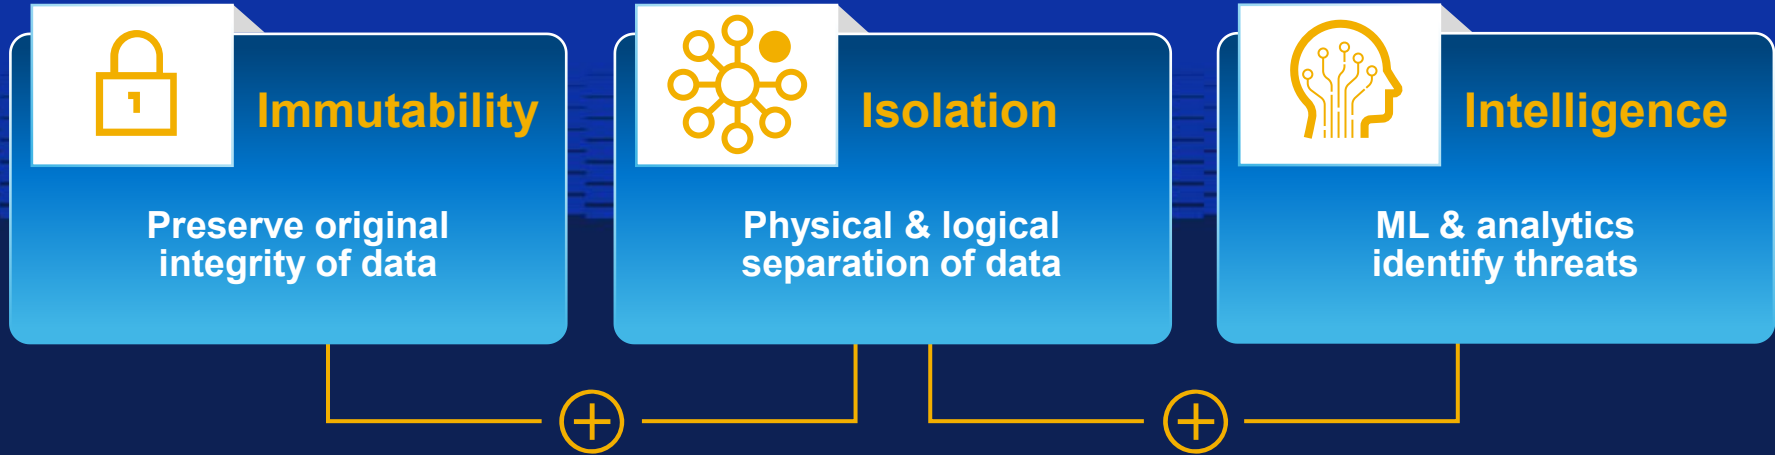 Immutability
Preserve original
integrity of data
Isolation
Physical & logical
separation of data
Intelligence
ML & analytics
identify threats